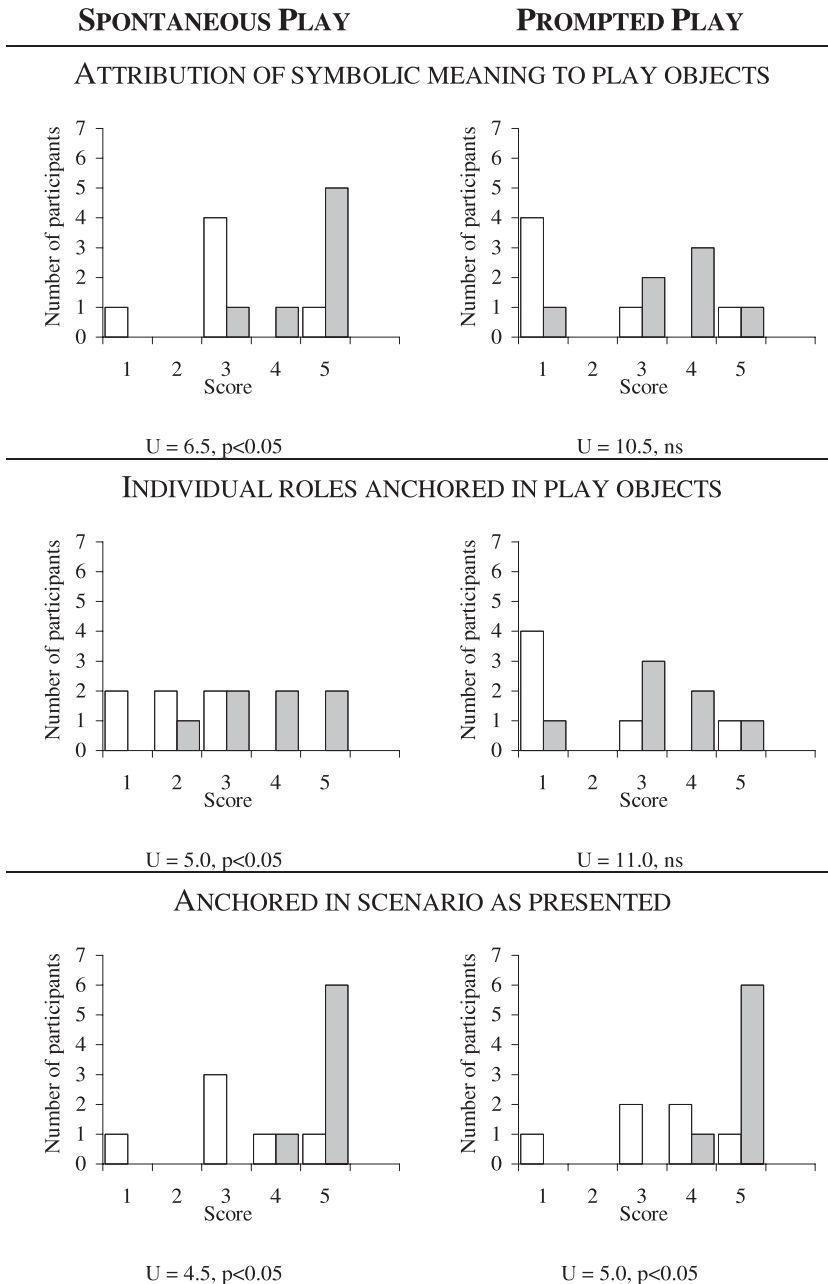 SPONTANEOUS PLAY PROMPTED PLAY
ATTRIBUTION OF SYMBOLIC MEANING TO PLAY OBJECTS
Number of participants
7
6
5
4
3
2
1
0
1 2 3 4 5
Score
U = 6.5, p<0.05
Number of participants
7
6
5
4
3
2
1
0
1 2 3 4 5
Score
U = 10.5, ns
INDIVIDUAL ROLES ANCHORED IN PLAY OBJECTS
Number of participants
7
6
5
4
3
2
1
0
1 2 3 4 5
Score
U = 5.0, p<0.05
Number of participants
7
6
5
4
3
2
1
0
1 2 3 4 5
Score
U = 11.0, ns
ANCHORED IN SCENARIO AS PRESENTED
Number of participants
7
6
5
4
3
2
1
0
1 2 3 4 5
Score
U = 4.5, p<0.05
Number of participants
7
6
5
4
3
2
1
0
1 2 3 4 5
Score
U = 5.0, p<0.05